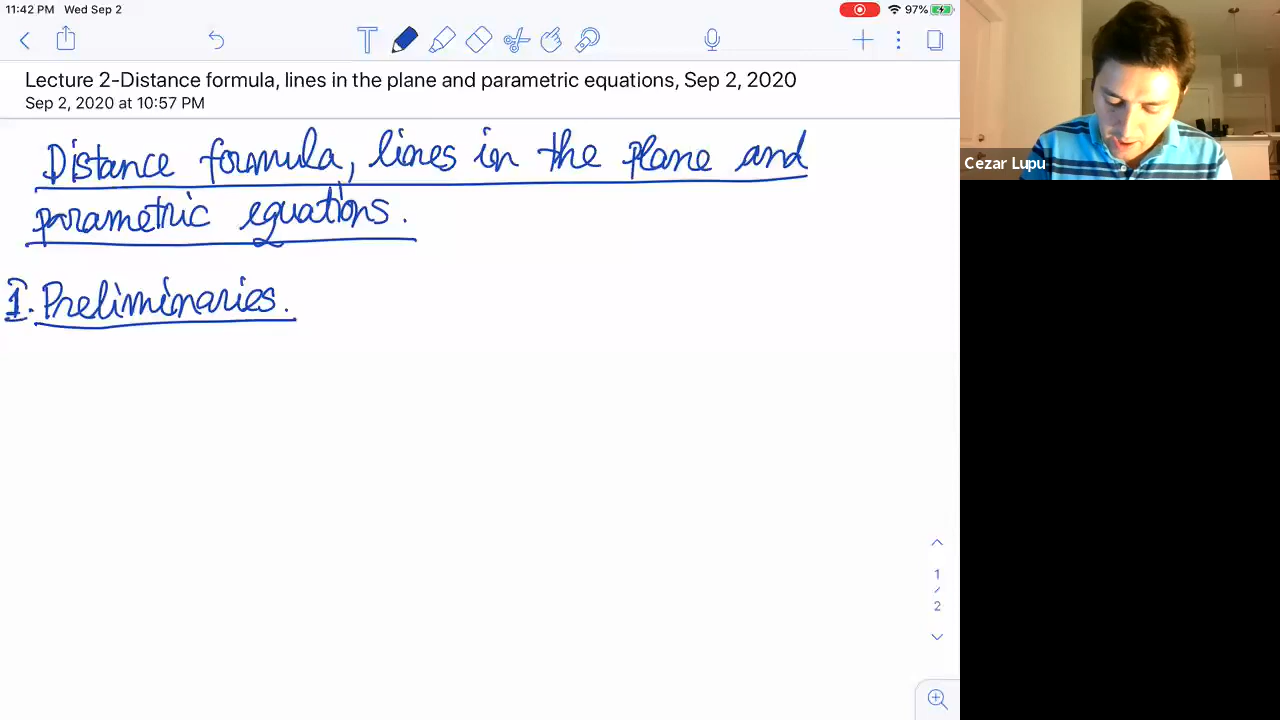 11:42 PM Wed Sep 2
97%
T
Lecture 2-Distance formula, lines in the plane and parametric equations, Sep 2, 2020
Sep 2, 2020 at 10:57 PM
Distance formula, lines in the plane and
parametric equations.
I. Preliminaries.
Cezar Lupu
1
/
2